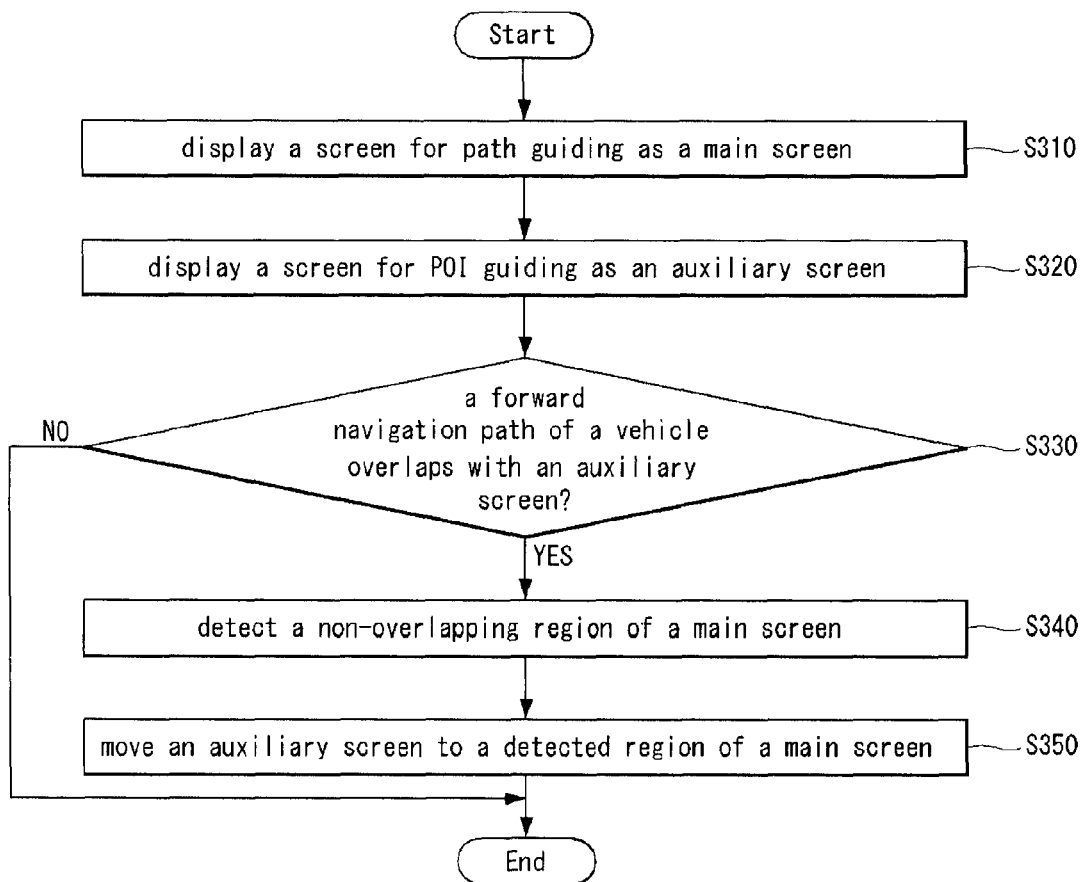 Start
display a screen for path guiding as a main screen
S310
display a screen for POI guiding as an auxiliary screen
S320
a forward
navigation path of a vehicle
overlaps with an auxiliary
screen?
S330
NO
YES
detect a non-overlapping region of a main screen
S340
move an auxiliary screen to a detected region of a main screen
S350
End